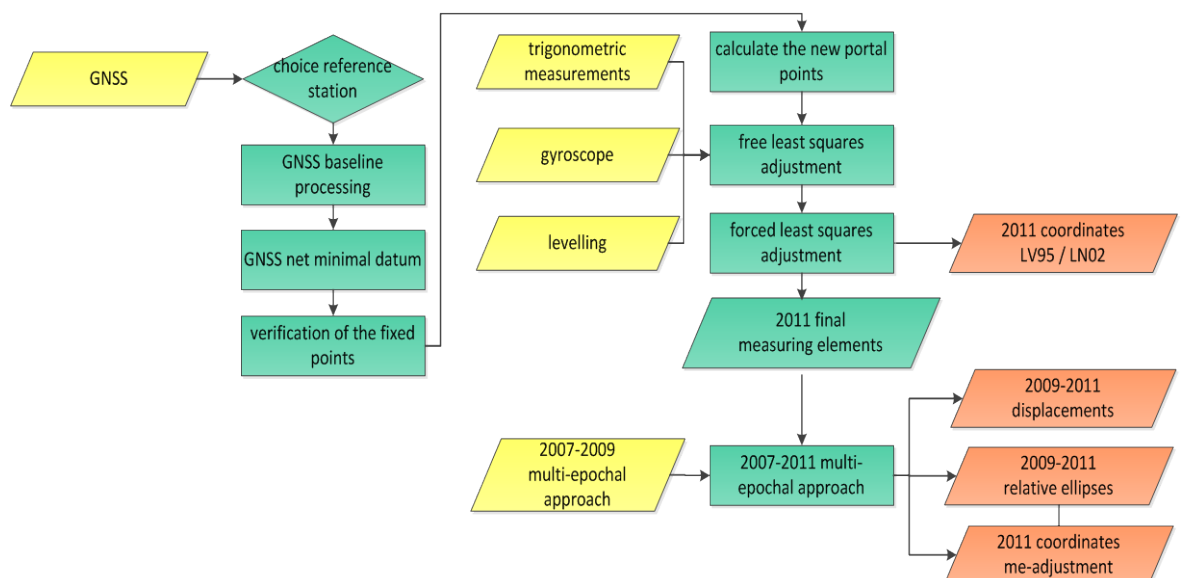 GNSS
choice reference
station
GNSS baseline
processing
GNSS net minimal datum
verification of the fixed
points
trigonometric
measurements
gyroscope
levelling
calculate the new portal
points
free least squares
adjustment
forced least squares
adjustment
2011 coordinates
LV95 / LN02
2011 final
measuring elements
2007-2009
multi-epochal
approach
2007-2011 multi-
epochal approach
2009-2011
displacements
2009-2011
relative ellipses
2011 coordinates
me-adjustment